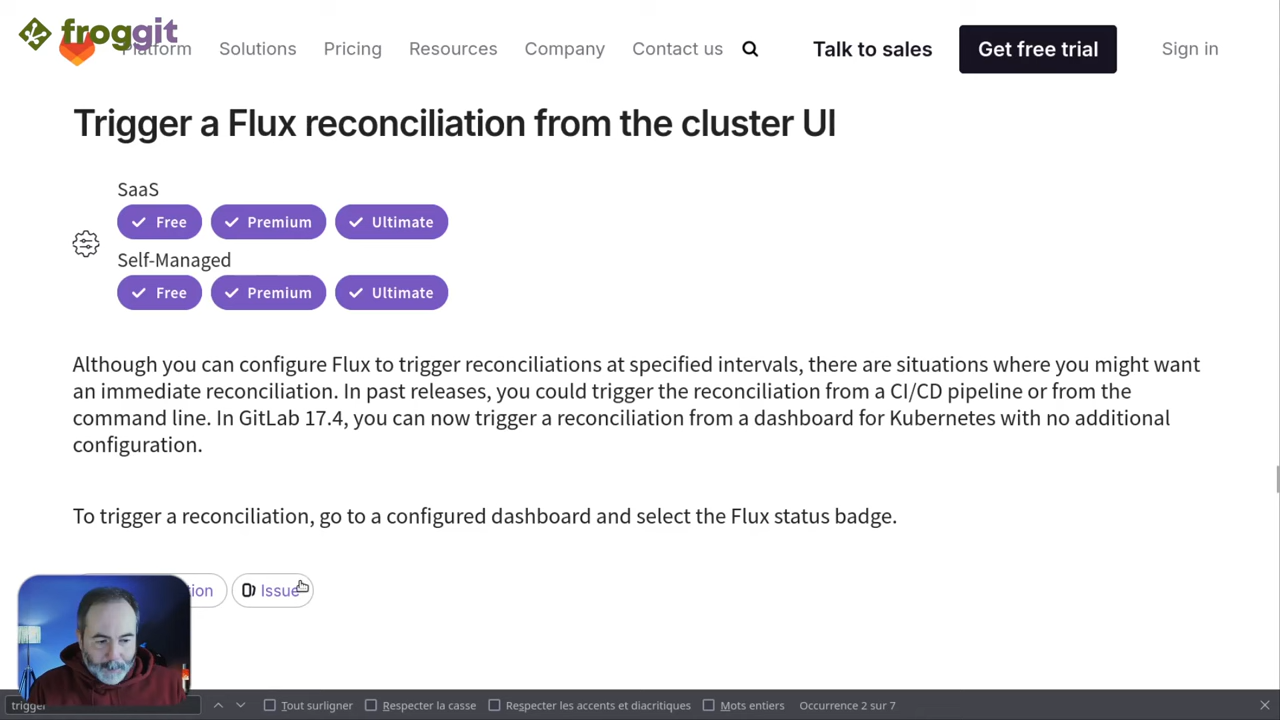 froggit
Platform Solutions Pricing Resources Company Contact us Talk to sales Get free trial Sign in
Trigger a Flux reconciliation from the cluster UI
SaaS
Free Premium Ultimate
Self-Managed
Free Premium Ultimate
Although you can configure Flux to trigger reconciliations at specified intervals, there are situations where you might want
an immediate reconciliation. In past releases, you could trigger the reconciliation from a CI/CD pipeline or from the
command line. In GitLab 17.4, you can now trigger a reconciliation from a dashboard for Kubernetes with no additional
configuration.
To trigger a reconciliation, go to a configured dashboard and select the Flux status badge.
Issue
trigger Tout surligner Respecter la casse Respecter les accents et diacritiques Mots entiers Occurrence 2 sur 7